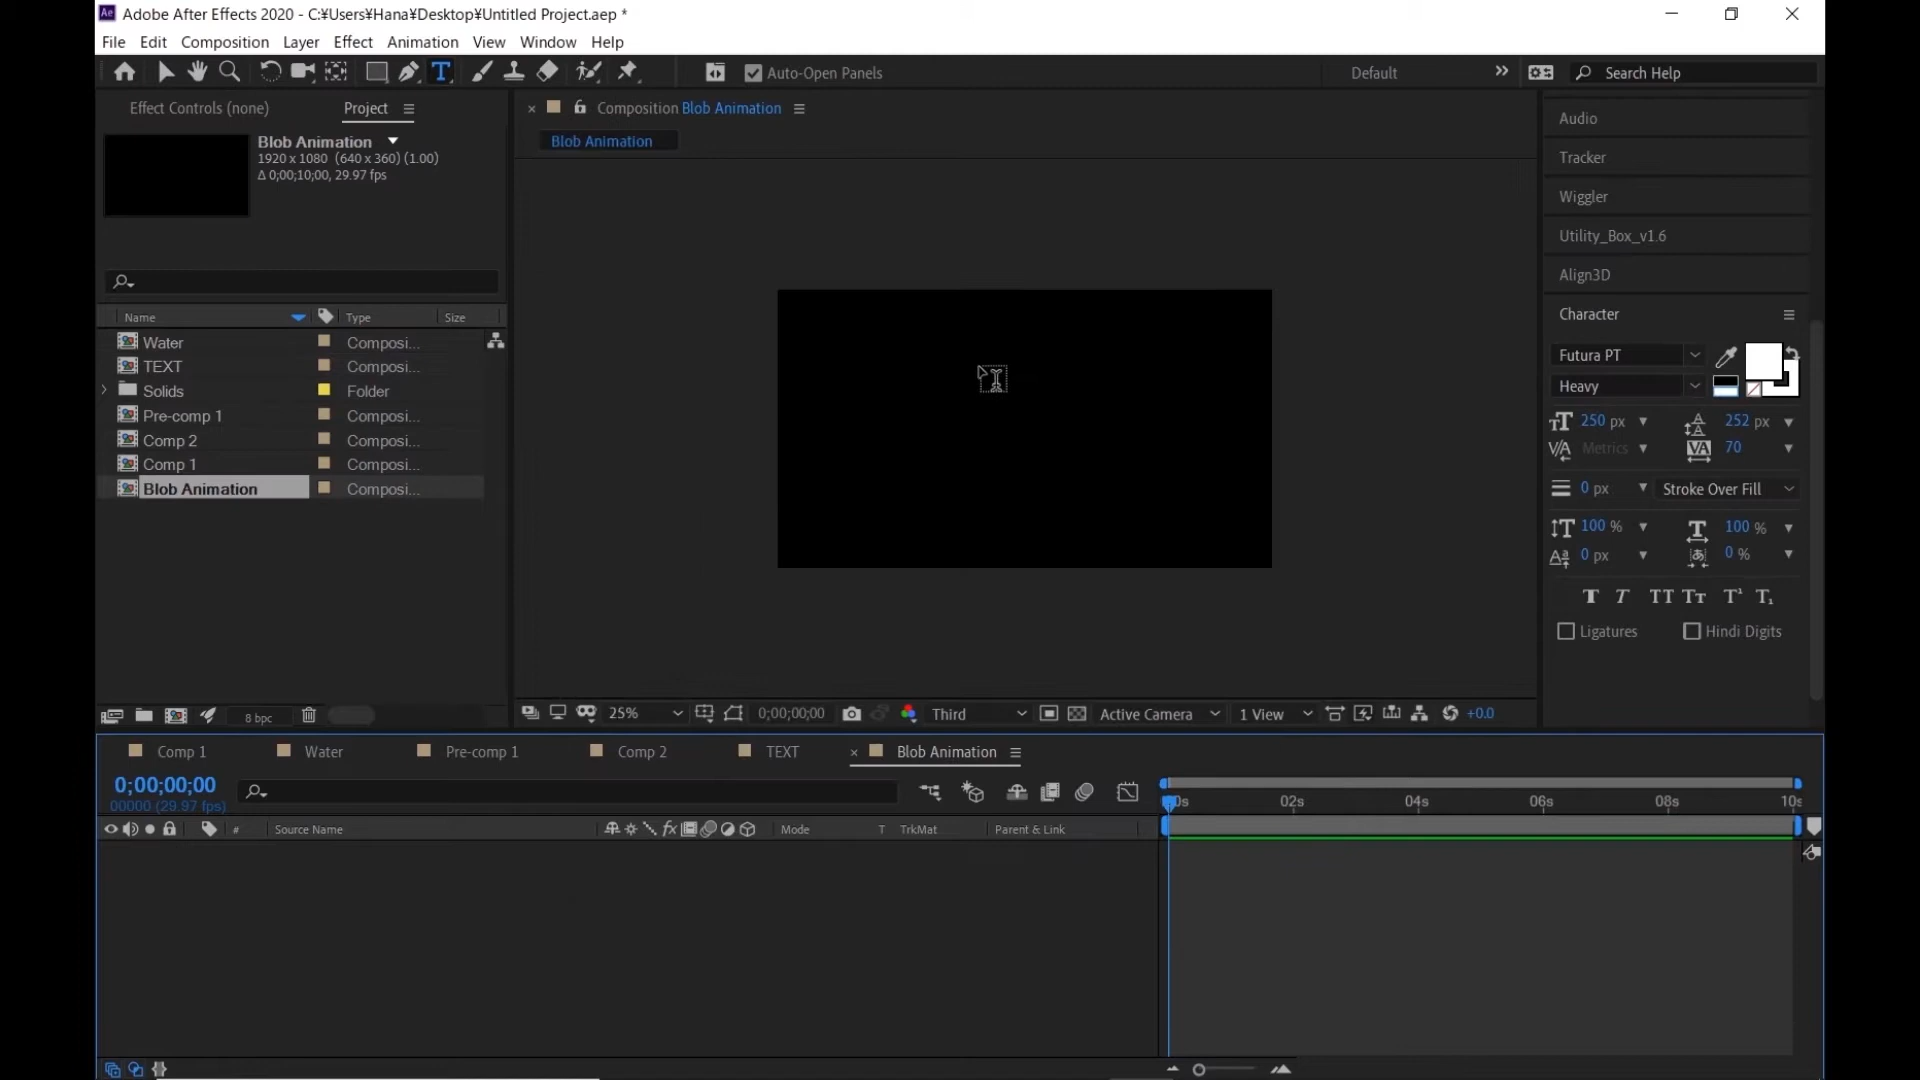 Adobe After Effects 2020 - C:¥Users¥Hana¥Desktop¥Untitled Project.aep *
File Edit Composition Layer Effect Animation View Window Help
Auto-Open Panels Default Search Help
Effect Controls (none) Project
Composition Blob Animation
Blob Animation
Blob Animation
1920 x 1080 (640 x 360) (1.00)
Δ 0;00;10;00, 29.97 fps
Name Type Size
Water Composi...
TEXT Composi...
Solids Folder
Pre-comp 1 Composi...
Comp 2 Composi...
Comp 1 Composi...
Blob Animation Composi...
8 bpc
25% 0;00;00;00 Third Active Camera 1 View +0.0
Audio
Tracker
Wiggler
Utility_Box_v1.6
Align3D
Character
Futura PT
Heavy
250 px 252 px
Metrics 70
0 px Stroke Over Fill
100 % 100 %
0 px 0 %
T T TT Tт T¹ T₁
Ligatures Hindi Digits
Comp 1 Water Pre-comp 1 Comp 2 TEXT Blob Animation
0;00;00;00
00000 (29.97 fps)
02s 04s 06s 08s
# Source Name Mode T TrkMat Parent & Link